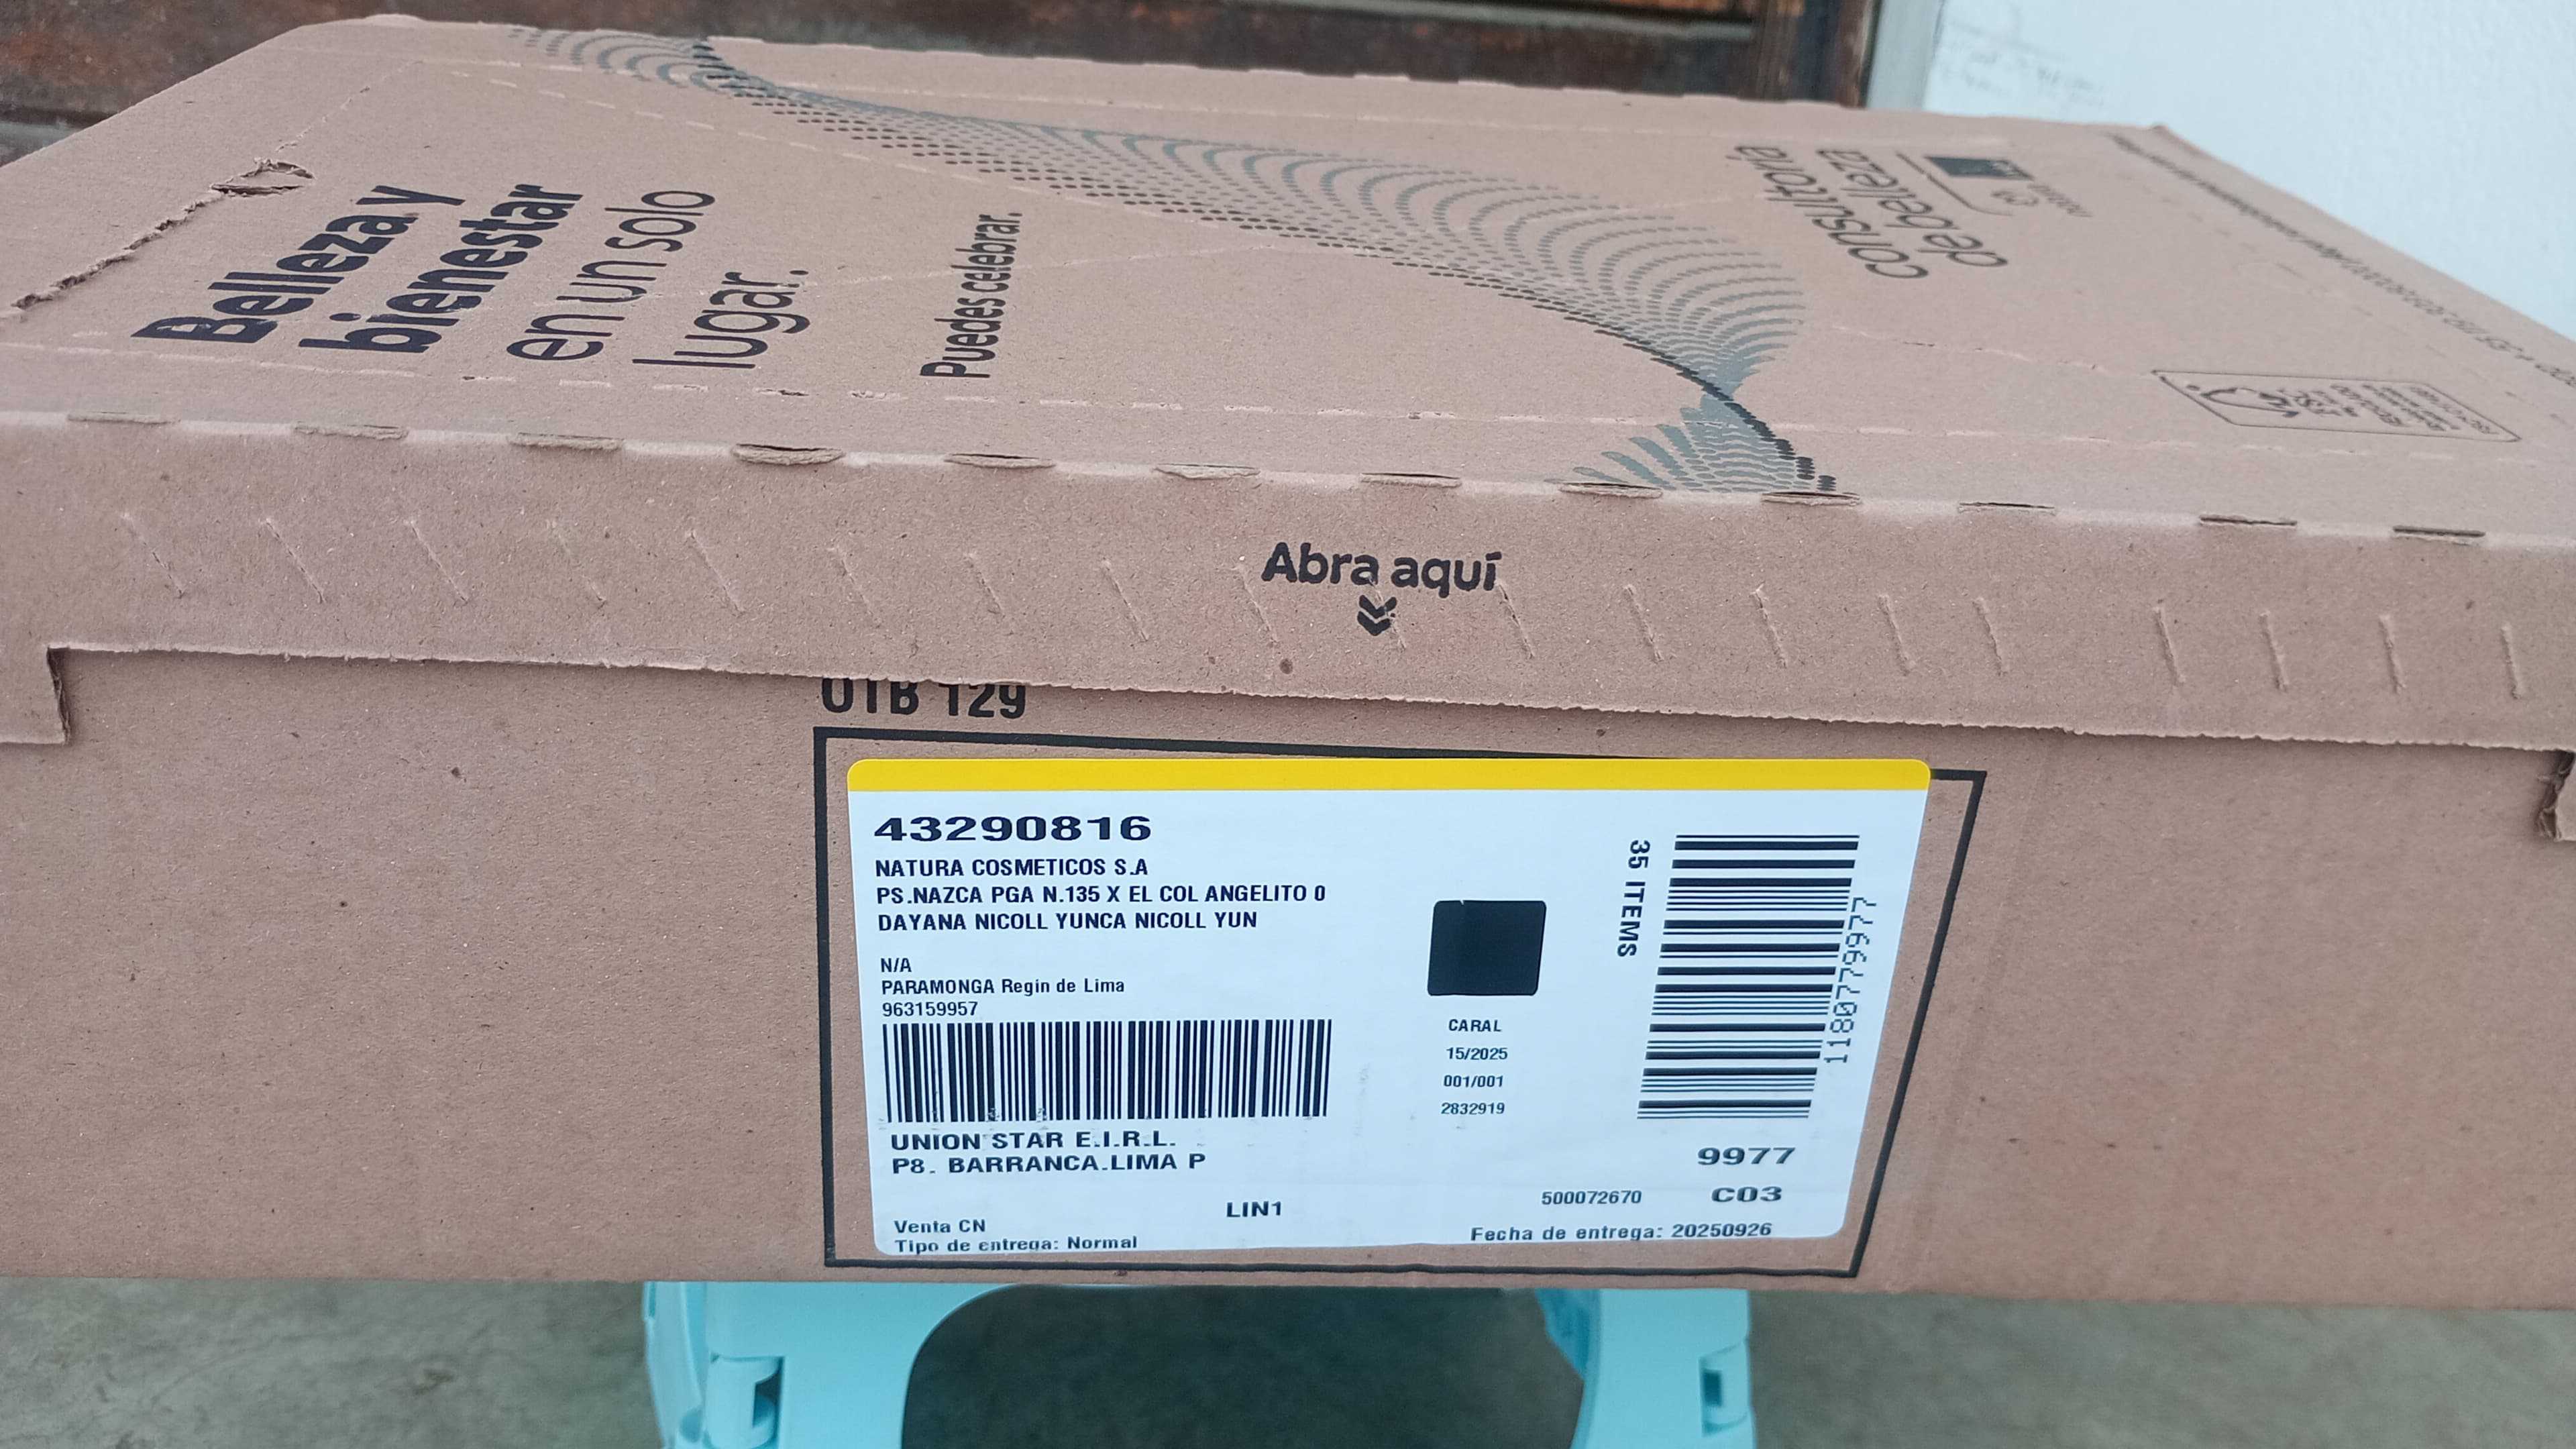 Belleza y
bienestar
en un solo
lugar.
Puedes celebrar.
consultoría
de belleza
natura
Abra aquí
UTB 129
43290816
NATURA COSMETICOS S.A
PS.NAZCA PGA N.135 X EL COL ANGELITO 0
DAYANA NICOLL YUNCA NICOLL YUN
N/A
PARAMONGA Regin de Lima
963159957
UNION STAR E.I.R.L.
P8. BARRANCA.LIMA P
LIN1
Venta CN
Tipo de entrega: Normal
CARAL
15/2025
001/001
2832919
35 ITEMS
1180779977
9977
500072670
C03
Fecha de entrega: 20250926